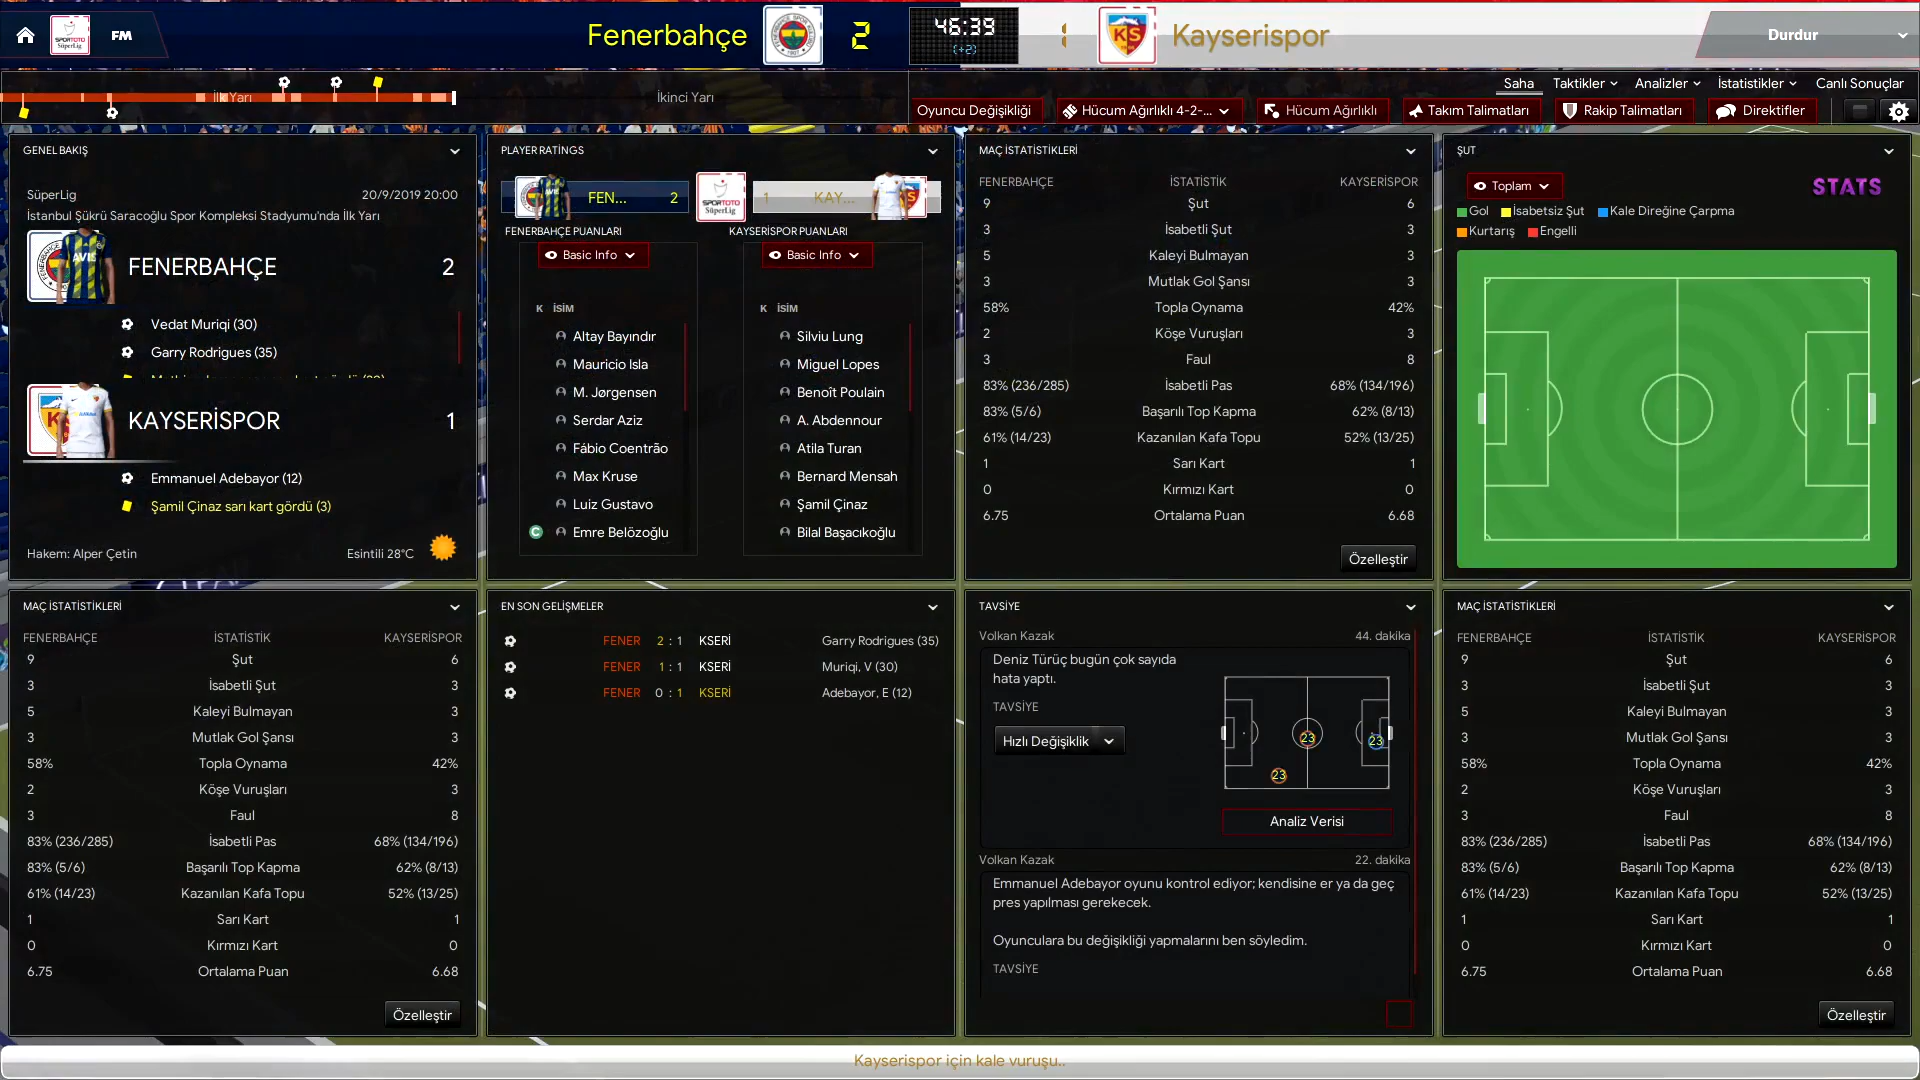 FM
Fenerbahçe
2
46:39
(+2)
1
Kayserispor
Durdur
İlk Yarı
İkinci Yarı
Saha
Taktikler
Analizler
İstatistikler
Canlı Sonuçlar
Oyuncu Değişikliği
Hücum Ağırlıklı 4-2-...
Hücum Ağırlıklı
Takım Talimatları
Rakip Talimatları
Direktifler
GENEL BAKIŞ
SüperLig
20/9/2019 20:00
İstanbul Şükrü Saracoğlu Spor Kompleksi Stadyumu'nda İlk Yarı
FENERBAHÇE
2
Vedat Muriqi (30)
Garry Rodrigues (35)
KAYSERİSPOR
1
Emmanuel Adebayor (12)
Şamil Çinaz sarı kart gördü (3)
Hakem: Alper Çetin
Esintili 28°C
PLAYER RATINGS
FEN...
2
SPORTOTO
SüperLig
1
KAY...
FENERBAHÇE PUANLARI
KAYSERİSPOR PUANLARI
Basic Info
Basic Info
K İSİM
K İSİM
Altay Bayındır
Silviu Lung
Mauricio Isla
Miguel Lopes
M. Jørgensen
Benoît Poulain
Serdar Aziz
A. Abdennour
Fábio Coentrão
Atila Turan
Max Kruse
Bernard Mensah
Luiz Gustavo
Şamil Çinaz
C
Emre Belözoğlu
Bilal Başacıkoğlu
MAÇ İSTATİSTİKLERİ
FENERBAHÇE İSTATİSTİK KAYSERİSPOR
9 Şut 6
3 İsabetli Şut 3
5 Kaleyi Bulmayan 3
3 Mutlak Gol Şansı 3
58% Topla Oynama 42%
2 Köşe Vuruşları 3
3 Faul 8
83% (236/285) İsabetli Pas 68% (134/196)
83% (5/6) Başarılı Top Kapma 62% (8/13)
61% (14/23) Kazanılan Kafa Topu 52% (13/25)
1 Sarı Kart 1
0 Kırmızı Kart 0
6.75 Ortalama Puan 6.68
Özelleştir
ŞUT
Toplam
STATS
Gol
İsabetsiz Şut
Kale Direğine Çarpma
Kurtarış
Engelli
MAÇ İSTATİSTİKLERİ
FENERBAHÇE İSTATİSTİK KAYSERİSPOR
9 Şut 6
3 İsabetli Şut 3
5 Kaleyi Bulmayan 3
3 Mutlak Gol Şansı 3
58% Topla Oynama 42%
2 Köşe Vuruşları 3
3 Faul 8
83% (236/285) İsabetli Pas 68% (134/196)
83% (5/6) Başarılı Top Kapma 62% (8/13)
61% (14/23) Kazanılan Kafa Topu 52% (13/25)
1 Sarı Kart 1
0 Kırmızı Kart 0
6.75 Ortalama Puan 6.68
Özelleştir
EN SON GELİŞMELER
FENER 2 : 1 KSERİ Garry Rodrigues (35)
FENER 1 : 1 KSERİ Muriqi, V (30)
FENER 0 : 1 KSERİ Adebayor, E (12)
TAVSİYE
Volkan Kazak 44. dakika
Deniz Türüç bugün çok sayıda
hata yaptı.
TAVSİYE
Hızlı Değişiklik
23
23
23
Analiz Verisi
Volkan Kazak 22. dakika
Emmanuel Adebayor oyunu kontrol ediyor; kendisine er ya da geç
pres yapılması gerekecek.
Oyunculara bu değişikliği yapmalarını ben söyledim.
TAVSİYE
MAÇ İSTATİSTİKLERİ
FENERBAHÇE İSTATİSTİK KAYSERİSPOR
9 Şut 6
3 İsabetli Şut 3
5 Kaleyi Bulmayan 3
3 Mutlak Gol Şansı 3
58% Topla Oynama 42%
2 Köşe Vuruşları 3
3 Faul 8
83% (236/285) İsabetli Pas 68% (134/196)
83% (5/6) Başarılı Top Kapma 62% (8/13)
61% (14/23) Kazanılan Kafa Topu 52% (13/25)
1 Sarı Kart 1
0 Kırmızı Kart 0
6.75 Ortalama Puan 6.68
Özelleştir
Kayserispor için kale vuruşu..